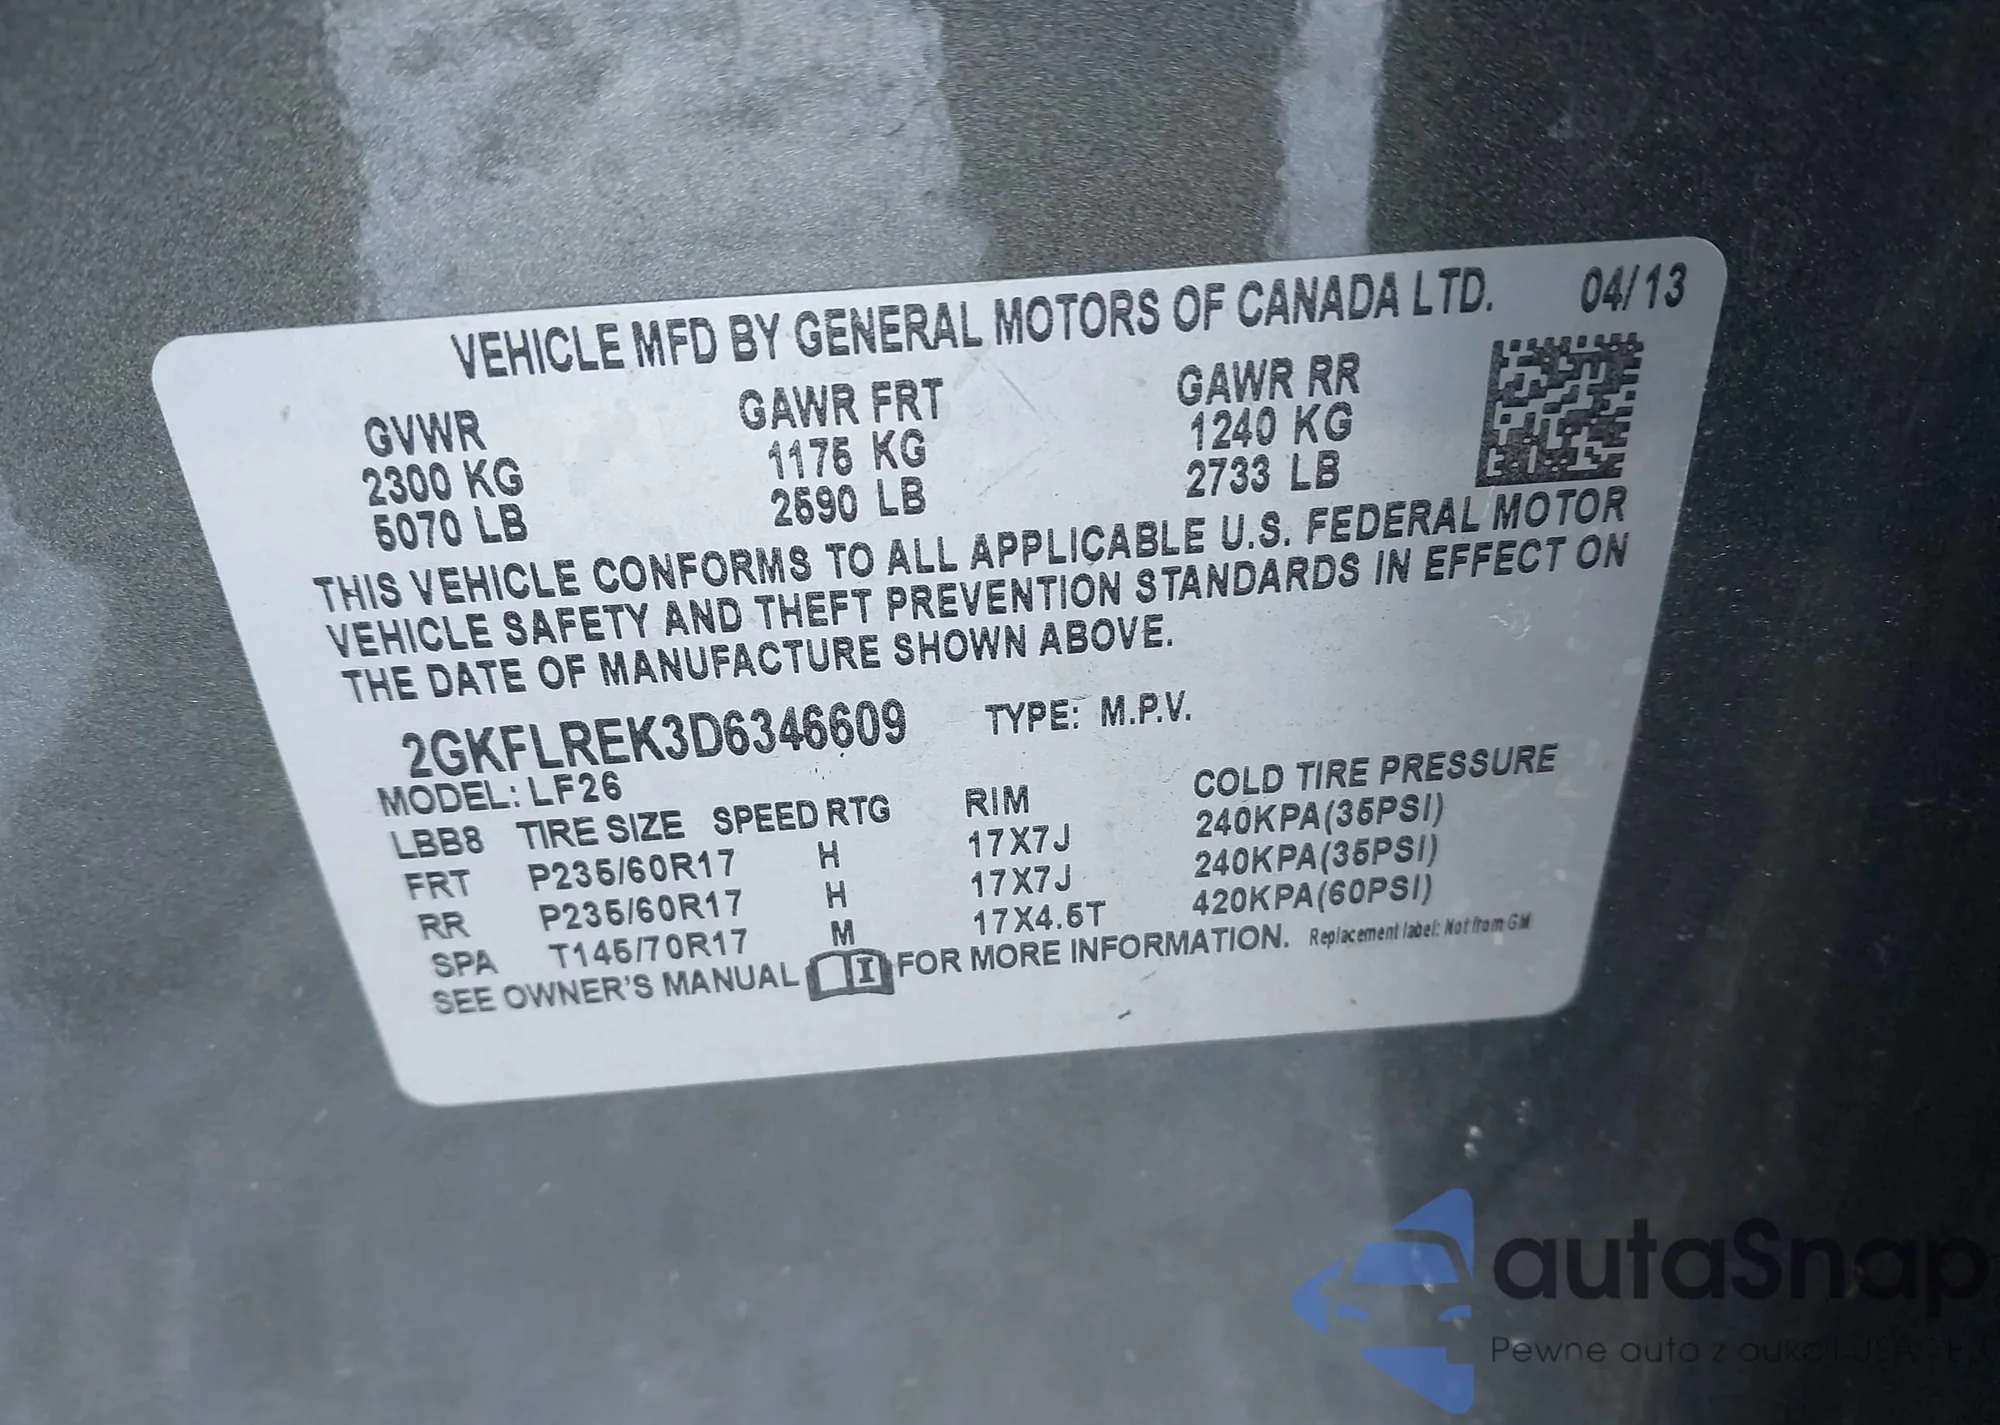 VEHICLE MFD BY GENERAL MOTORS OF CANADA LTD. 04/13
GVWR GAWR FRT GAWR RR
2300 KG 1175 KG 1240 KG
5070 LB 2590 LB 2733 LB
THIS VEHICLE CONFORMS TO ALL APPLICABLE U.S. FEDERAL MOTOR
VEHICLE SAFETY AND THEFT PREVENTION STANDARDS IN EFFECT ON
THE DATE OF MANUFACTURE SHOWN ABOVE.
2GKFLREK3D6346609 TYPE: M.P.V.
MODEL: LF26
LBB8 TIRE SIZE SPEED RTG RIM COLD TIRE PRESSURE
FRT P235/60R17 H 17X7J 240KPA(35PSI)
RR P235/60R17 H 17X7J 240KPA(35PSI)
SPA T145/70R17 M 17X4.5T 420KPA(60PSI)
SEE OWNER'S MANUAL FOR MORE INFORMATION. Replacement label: Not from GM
autaSnap
Pewne auta z aukcji